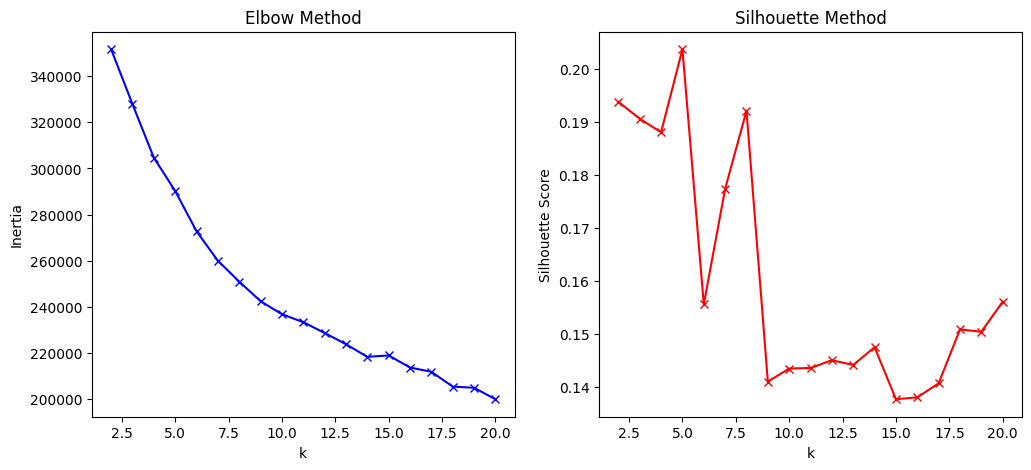 Elbow Method
Inertia
340000
320000
300000
280000
260000
240000
220000
200000
2.5 5.0 7.5 10.0 12.5 15.0 17.5 20.0
k
Silhouette Method
Silhouette Score
0.20
0.19
0.18
0.17
0.16
0.15
0.14
2.5 5.0 7.5 10.0 12.5 15.0 17.5 20.0
k